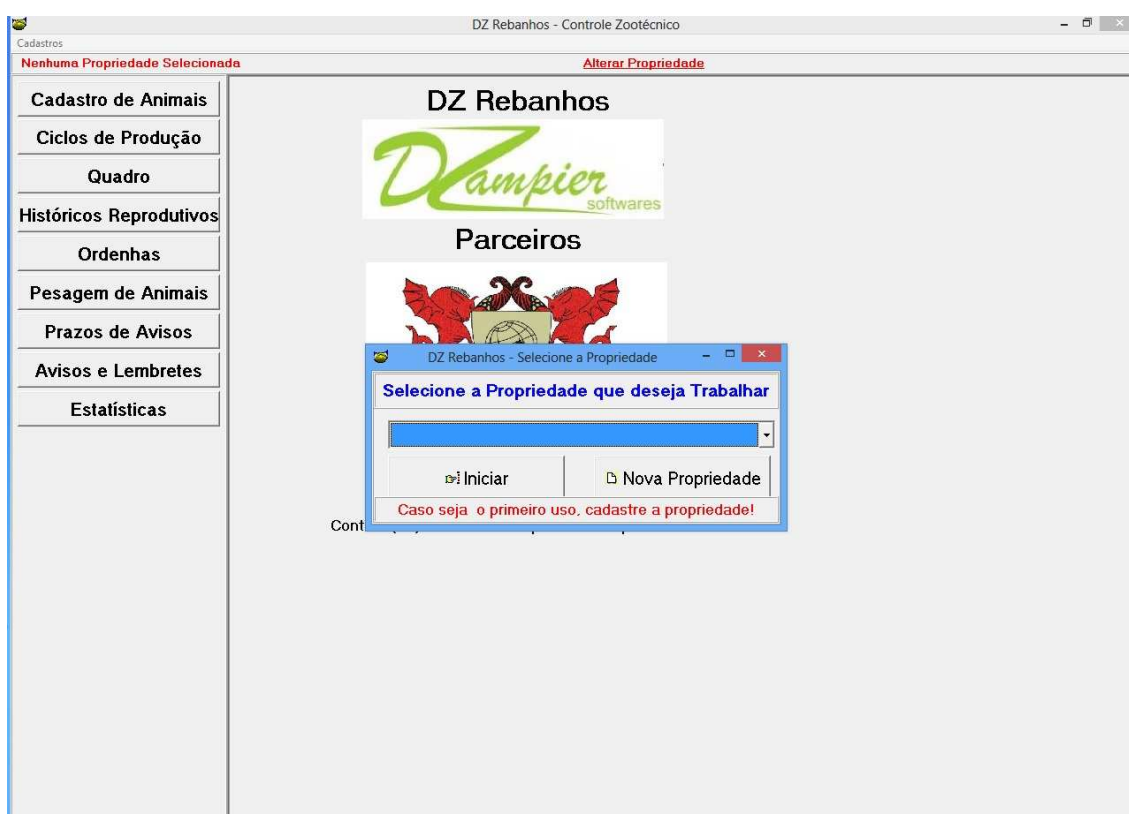 DZ Rebanhos - Controle Zootécnico
Cadastros
Nenhuma Propriedade Selecionada
Alterar Propriedade
Cadastro de Animais
Ciclos de Produção
Quadro
Históricos Reprodutivos
Ordenhas
Pesagem de Animais
Prazos de Avisos
Avisos e Lembretes
Estatísticas
DZ Rebanhos
DZampier
softwares
Parceiros
DZ Rebanhos - Selecione a Propriedade
Selecione a Propriedade que deseja Trabalhar
Iniciar
Nova Propriedade
Caso seja o primeiro uso, cadastre a propriedade!